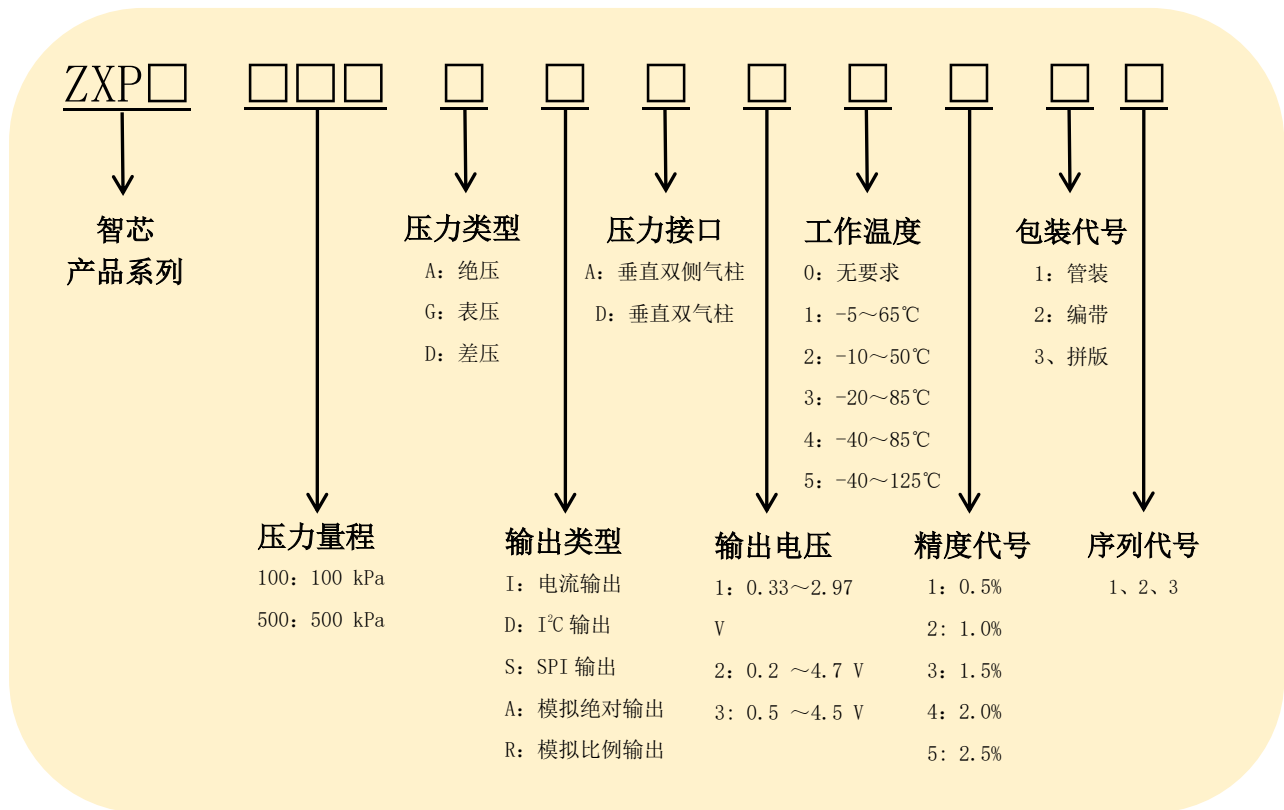 ZXP□ □□□ □ □ □ □ □ □ □ □
智芯
产品系列
压力类型
A：绝压
G：表压
D：差压
压力接口
A：垂直双侧气柱
D：垂直双气柱
工作温度
0：无要求
1：-5～65℃
2：-10～50℃
3：-20～85℃
4：-40～85℃
5：-40～125℃
包装代号
1：管装
2：编带
3、拼版
压力量程
100：100 kPa
500：500 kPa
输出类型
I：电流输出
D：I²C 输出
S：SPI 输出
A：模拟绝对输出
R：模拟比例输出
输出电压
1：0.33～2.97
V
2：0.2 ～4.7 V
3: 0.5 ～4.5 V
精度代号
1：0.5%
2: 1.0%
3：1.5%
4：2.0%
5: 2.5%
序列代号
1、2、3